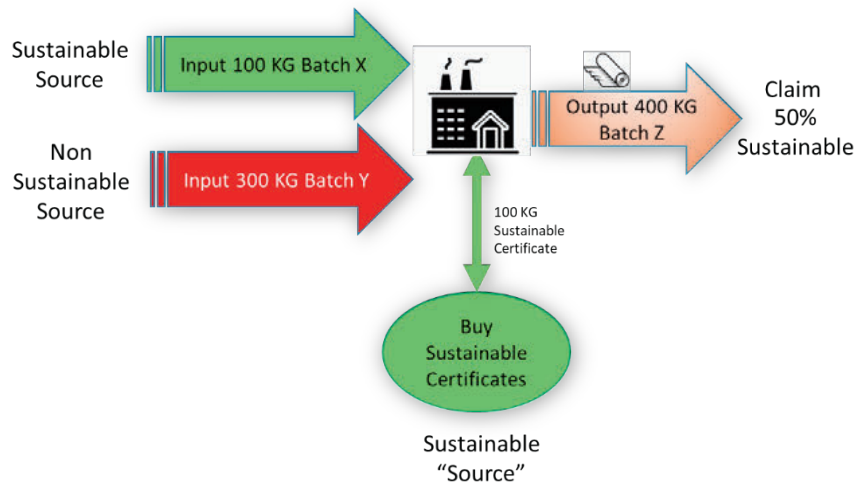 Sustainable
Source
Input 100 KG Batch X
Non
Sustainable
Source
Input 300 KG Batch Y
Output 400 KG
Batch Z
Claim
50%
Sustainable
100 KG
Sustainable
Certificate
Buy
Sustainable
Certificates
Sustainable
“Source”